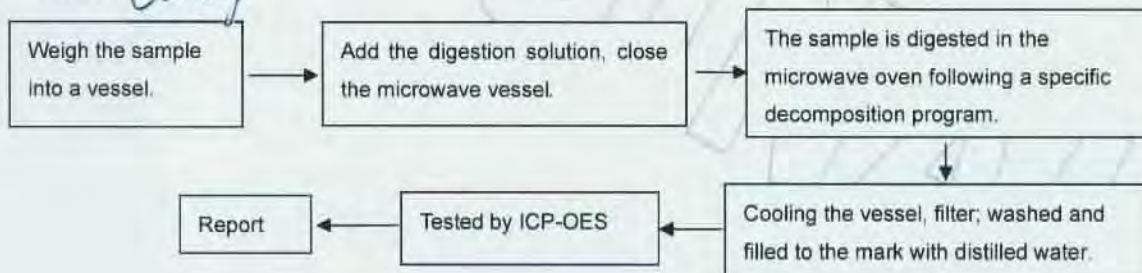 Weigh the sample
into a vessel.
Add the digestion solution, close
the microwave vessel.
The sample is digested in the
microwave oven following a specific
decomposition program.
Cooling the vessel, filter; washed and
filled to the mark with distilled water.
Tested by ICP-OES
Report